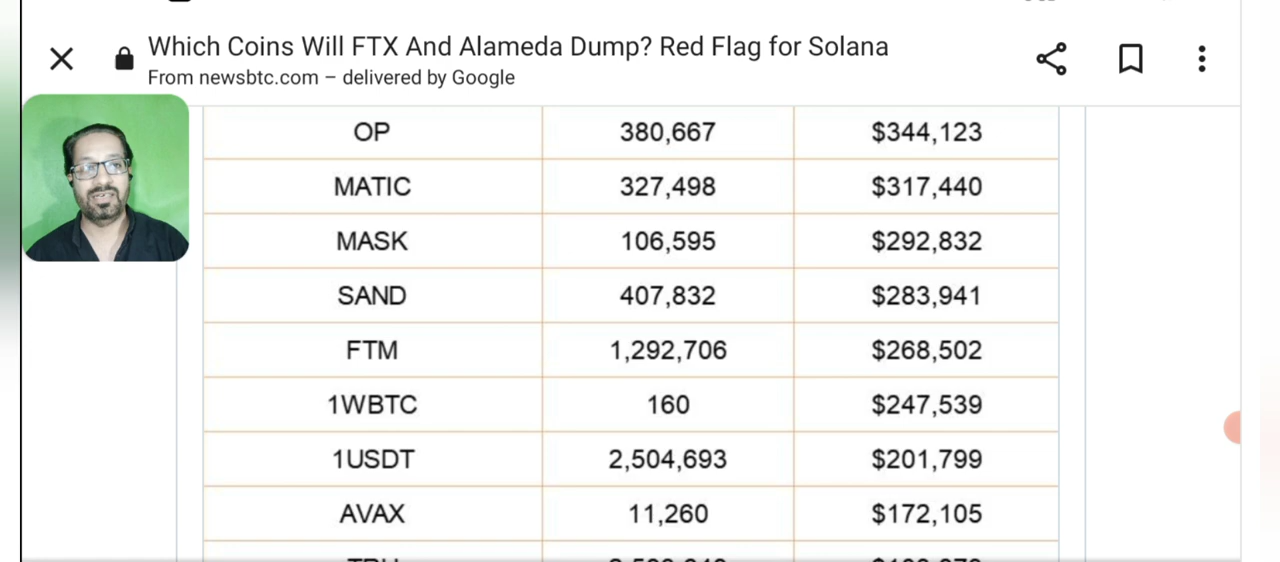 Which Coins Will FTX And Alameda Dump? Red Flag for Solana
From newsbtc.com – delivered by Google
OP 380,667 $344,123
MATIC 327,498 $317,440
MASK 106,595 $292,832
SAND 407,832 $283,941
FTM 1,292,706 $268,502
1WBTC 160 $247,539
1USDT 2,504,693 $201,799
AVAX 11,260 $172,105